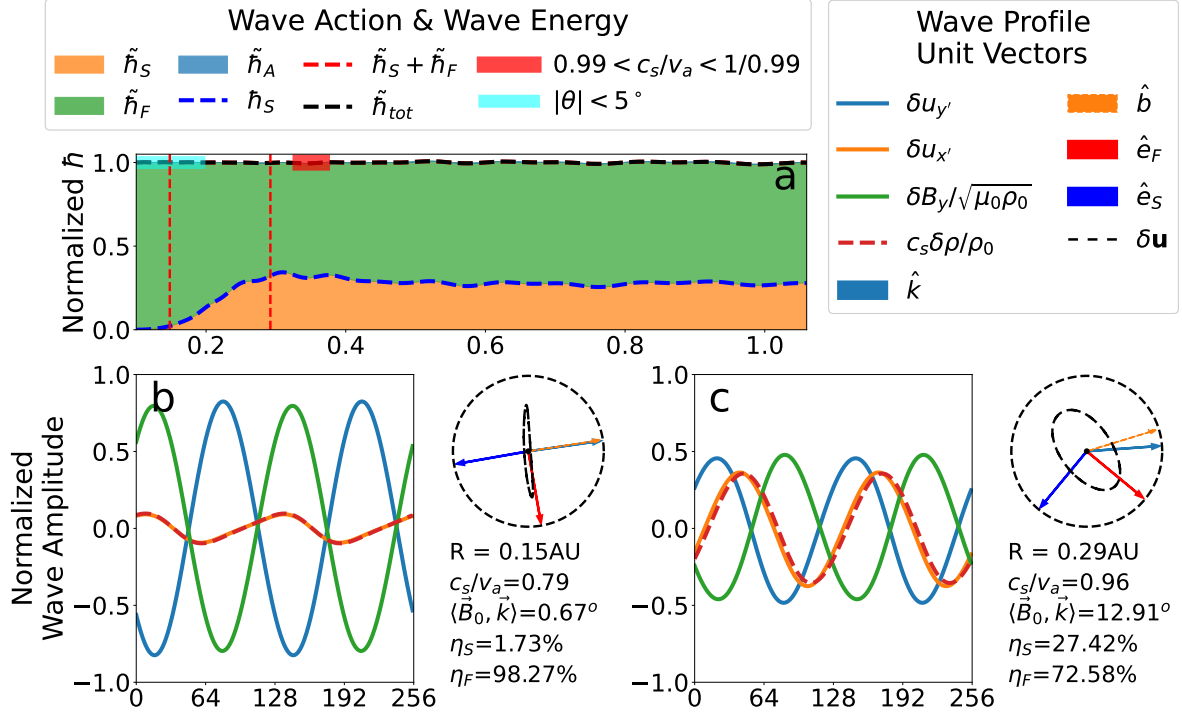 Wave Action & Wave Energy
ℏ̃_S
ℏ̃_A
ℏ̃_S + ℏ̃_F
0.99 < c_s/v_a < 1/0.99
ℏ̃_F
ℏ_S
ℏ̃_tot
|θ| < 5°
Wave Profile
Unit Vectors
δu_y′
b̂
δu_x′
ê_F
δB_y/√μ₀ρ₀
ê_S
c_sδρ/ρ₀
δu
k̂
Normalized ℏ
1.0
0.5
0.0
a
0.2 0.4 0.6 0.8 1.0
Normalized
Wave Amplitude
1.0
0.5
0.0
−0.5
−1.0
b
0 64 128 192 256
R = 0.15AU
c_s/v_a=0.79
⟨B⃗₀, k⃗⟩=0.67°
η_S=1.73%
η_F=98.27%
1.0
0.5
0.0
−0.5
−1.0
c
0 64 128 192 256
R = 0.29AU
c_s/v_a=0.96
⟨B⃗₀, k⃗⟩=12.91°
η_S=27.42%
η_F=72.58%